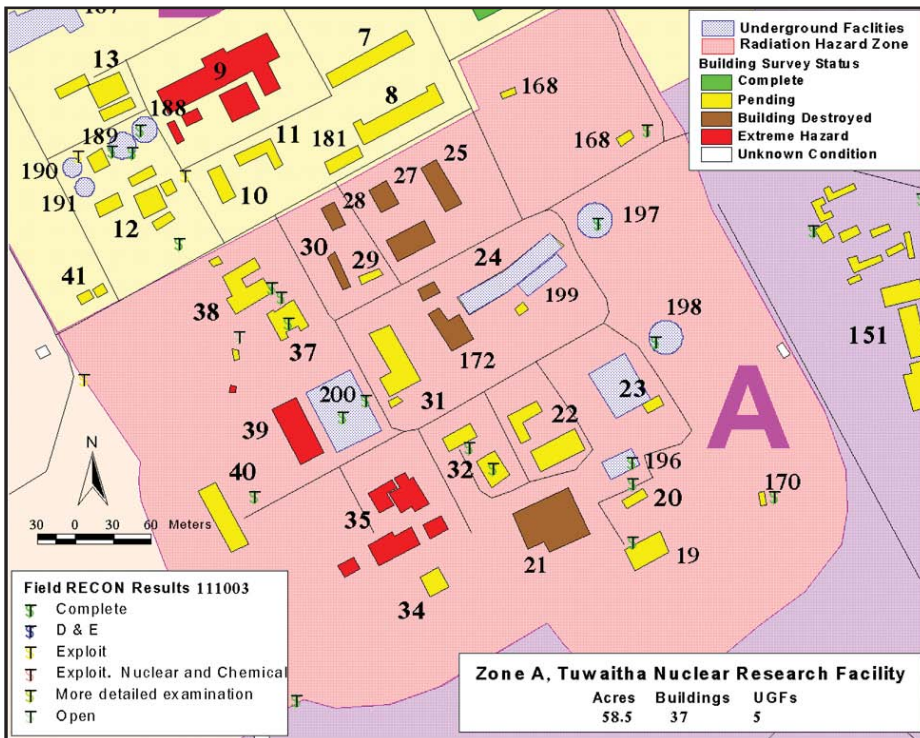 187
13
9
7
8
188
189
190
191
12
11
10
181
168
168
41
28
27
25
30
29
24
197
38
37
199
198
172
31
200
39
40
23
22
32
196
20
170
35
21
19
34
151
A
N
30 0 30 60 Meters
Underground Facilities
Radiation Hazard Zone
Building Survey Status
Complete
Pending
Building Destroyed
Extreme Hazard
Unknown Condition
Field RECON Results 111003
Complete
D & E
Exploit
Exploit. Nuclear and Chemical
More detailed examination
Open
Zone A, Tuwaitha Nuclear Research Facility
Acres Buildings UGFs
58.5 37 5